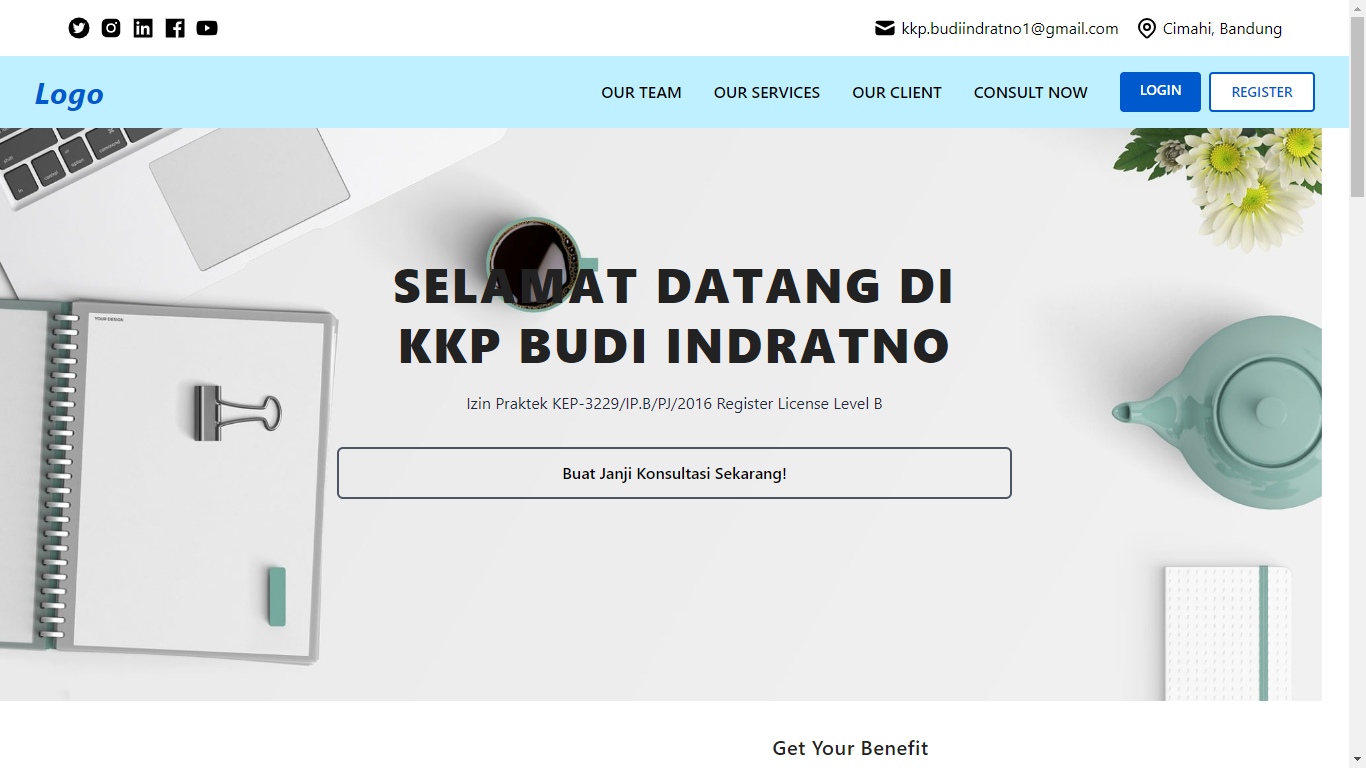 kkp.budiindratno1@gmail.com Cimahi, Bandung
Logo OUR TEAM OUR SERVICES OUR CLIENT CONSULT NOW LOGIN REGISTER
YOUR DESIGN
SELAMAT DATANG DI
KKP BUDI INDRATNO
Izin Praktek KEP-3229/IP.B/PJ/2016 Register License Level B
Buat Janji Konsultasi Sekarang!
Get Your Benefit